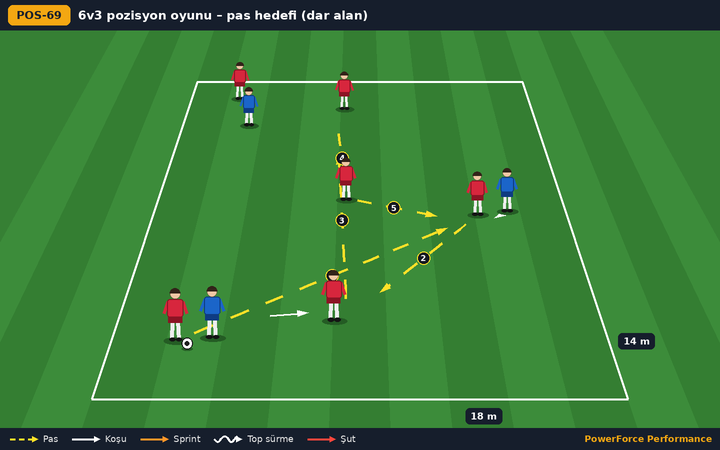 POS-69 6v3 pozisyon oyunu – pas hedefi (dar alan)
4
5
3
2
14 m
18 m
Pas Koşu Sprint Top sürme Şut PowerForce Performance